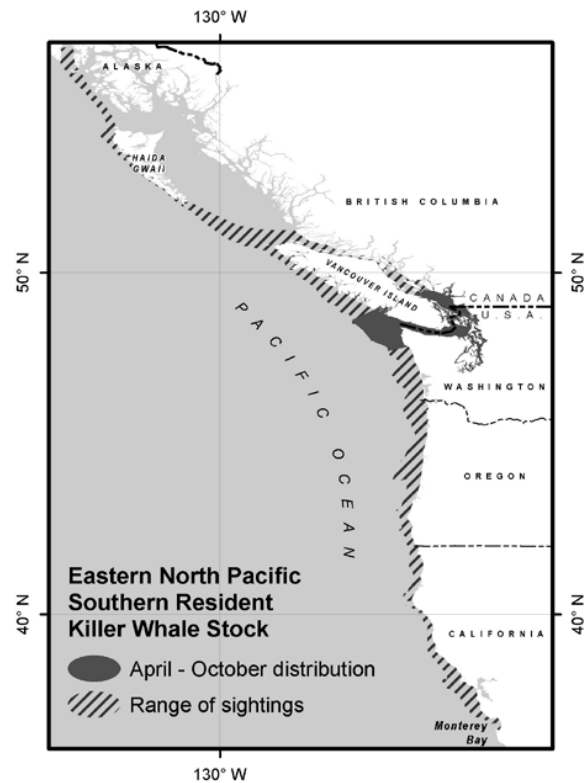 130° W
ALASKA
HAIDA
GWAII
BRITISH COLUMBIA
50° N
50° N
VANCOUVER ISLAND
CANADA
U.S.A.
PACIFIC OCEAN
WASHINGTON
OREGON
Eastern North Pacific
Southern Resident
Killer Whale Stock
40° N
40° N
CALIFORNIA
April - October distribution
Range of sightings
Monterey
Bay
130° W